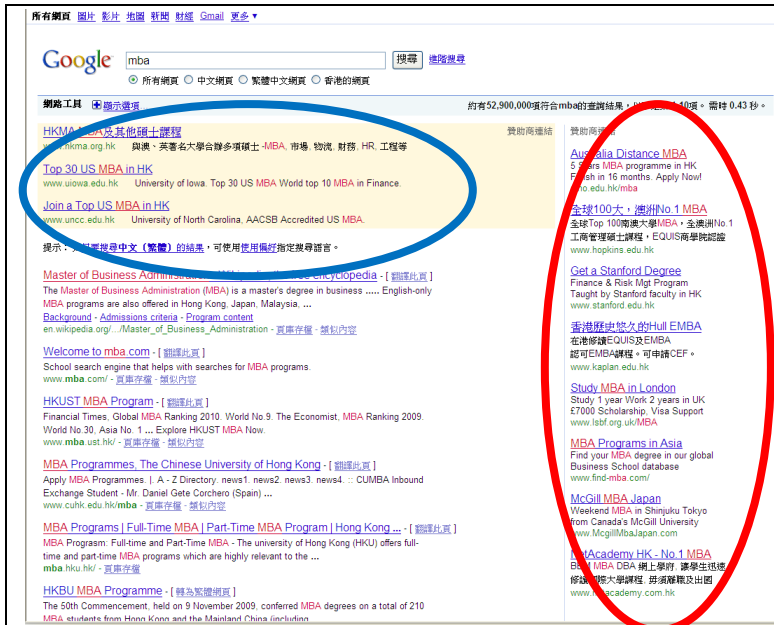 所有網頁 圖片 影片 地圖 新聞 財經 Gmail 更多 ▼
Google
mba
搜尋 進階搜尋
所有網頁 中文網頁 繁體中文網頁 香港的網頁
網路工具 顯示選項
約有52,900,000項符合mba的查詢結果,
10項。 需時 0.43 秒。
HKMA MBA及其他碩士課程
www.hkma.org.hk 與澳、英著名大學合辦多項碩士 -MBA, 市場, 物流, 財務, HR, 工程等
Top 30 US MBA in HK
www.uiowa.edu.hk University of Iowa. Top 30 US MBA World top 10 MBA in Finance.
Join a Top US MBA in HK
www.uncc.edu.hk University of North Carolina, AACSB Accredited US MBA.
贊助商連結
提示: 要搜尋中文 (繁體) 的結果,可使用使用偏好指定搜尋語言。
Master of Business Administration encyclopedia - [ 翻譯此頁 ]
The Master of Business Administration (MBA) is a master's degree in business ..... English-only
MBA programs are also offered in Hong Kong, Japan, Malaysia, ...
Background - Admissions criteria - Program content
en.wikipedia.org/.../Master_of_Business_Administration - 頁庫存檔 - 類似內容
Welcome to mba.com - [ 翻譯此頁 ]
School search engine that helps with searches for MBA programs.
www.mba.com/ - 頁庫存檔 - 類似內容
HKUST MBA Program - [ 翻譯此頁 ]
Financial Times, Global MBA Ranking 2010. World No.9. The Economist, MBA Ranking 2009.
World No.30, Asia No. 1 ... Explore HKUST MBA Now.
www.mba.ust.hk/ - 頁庫存檔 - 類似內容
MBA Programmes, The Chinese University of Hong Kong - [ 翻譯此頁 ]
Apply MBA Programmes. |. A - Z Directory. news1. news2. news3. news4. :: CUMBA Inbound
Exchange Student - Mr. Daniel Gete Corchero (Spain) ...
www.cuhk.edu.hk/mba - 頁庫存檔 - 類似內容
MBA Programs | Full-Time MBA | Part-Time MBA Program | Hong Kong ... - [ 翻譯此頁 ]
MBA Prograsm: Full-time and Part-Time MBA - The university of Hong Kong (HKU) offers full-
time and part-time MBA programs which are highly relevant to the ...
mba.hku.hk/ - 頁庫存檔
HKBU MBA Programme - [ 轉為繁體網頁 ]
The 50th Commencement, held on 9 November 2009, conferred MBA degrees on a total of 210
MBA students from Hong Kong and the Mainland China (including
贊助商連結
Australia Distance MBA
5 Stars MBA programme in HK
Finish in 16 months. Apply Now!
.edu.hk/mba
全球100大,澳洲No.1 MBA
全球Top 100南澳大學MBA,全澳洲No.1
工商管理碩士課程,EQUIS商學院認證
www.hopkins.edu.hk
Get a Stanford Degree
Finance & Risk Mgt Program
Taught by Stanford faculty in HK
www.stanford.edu.hk
香港歷史悠久的Hull EMBA
在港修讀EQUIS及EMBA
認可EMBA課程。可申請CEF。
www.kaplan.edu.hk
Study MBA in London
Study 1 year Work 2 years in UK
£7000 Scholarship, Visa Support
www.lsbf.org.uk/MBA
MBA Programs in Asia
Find your MBA degree in our global
Business School database
www.find-mba.com/
McGill MBA Japan
Weekend MBA in Shinjuku Tokyo
from Canada's McGill University
www.McgillMbaJapan.com
NetAcademy HK - No.1 MBA
MBA DBA 網上學府, 讓學生迅速
修讀國際大學課程, 毋須離職及出國
www.netacademy.com.hk